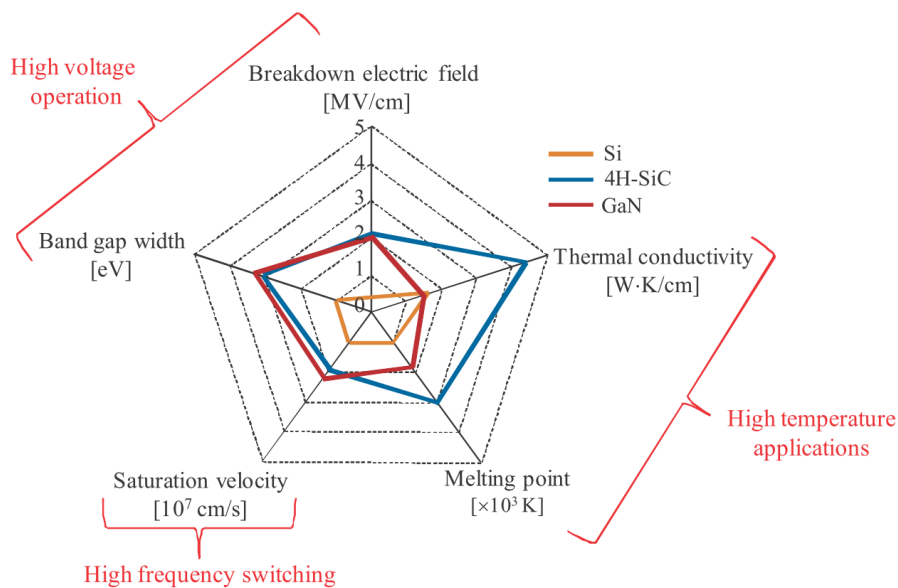 High voltage
operation
Breakdown electric field
[MV/cm]
5
4
3
2
1
0
Si
4H-SiC
GaN
Band gap width
[eV]
Thermal conductivity
[W·K/cm]
High temperature
applications
Saturation velocity
[10⁷ cm/s]
Melting point
[×10³ K]
High frequency switching